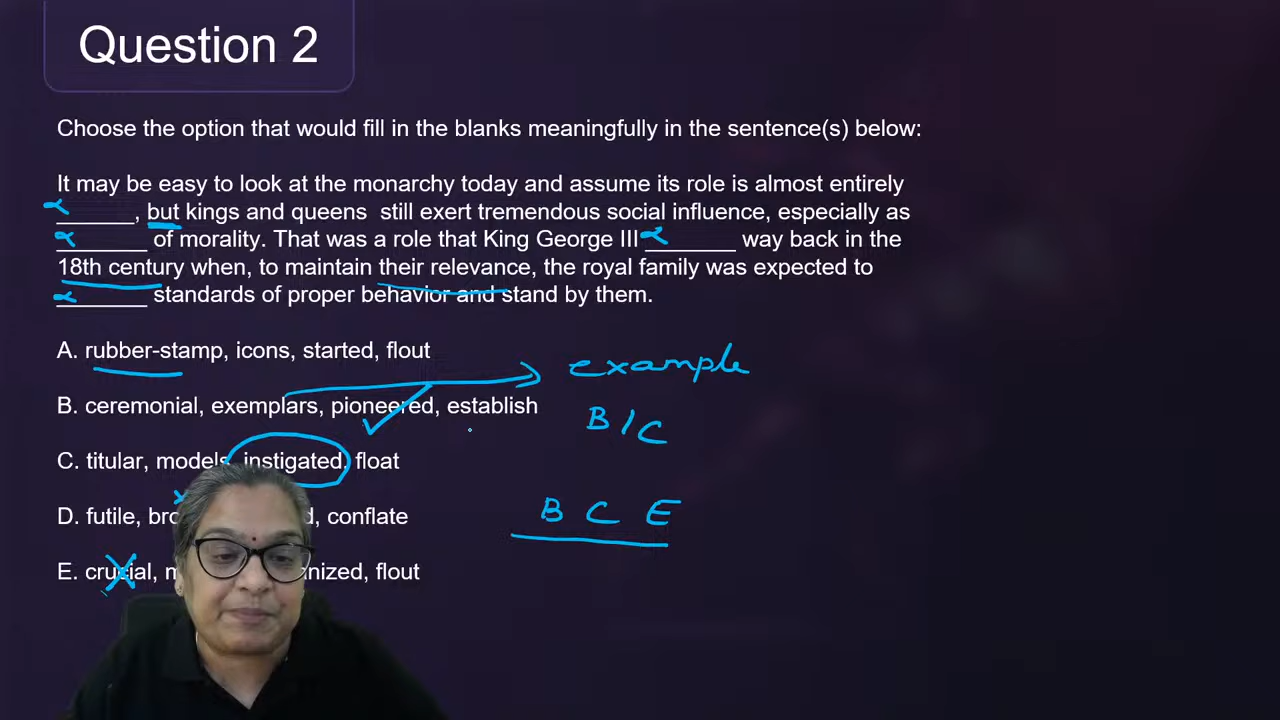 Question 2
Choose the option that would fill in the blanks meaningfully in the sentence(s) below:
It may be easy to look at the monarchy today and assume its role is almost entirely
______, but kings and queens still exert tremendous social influence, especially as
_______ of morality. That was a role that King George III _______ way back in the
18th century when, to maintain their relevance, the royal family was expected to
_______ standards of proper behavior and stand by them.
A. rubber-stamp, icons, started, flout
example
B. ceremonial, exemplars, pioneered, establish
B / C
C. titular, models, instigated, float
D. futile, conflate
B C E
E. crucial, flout